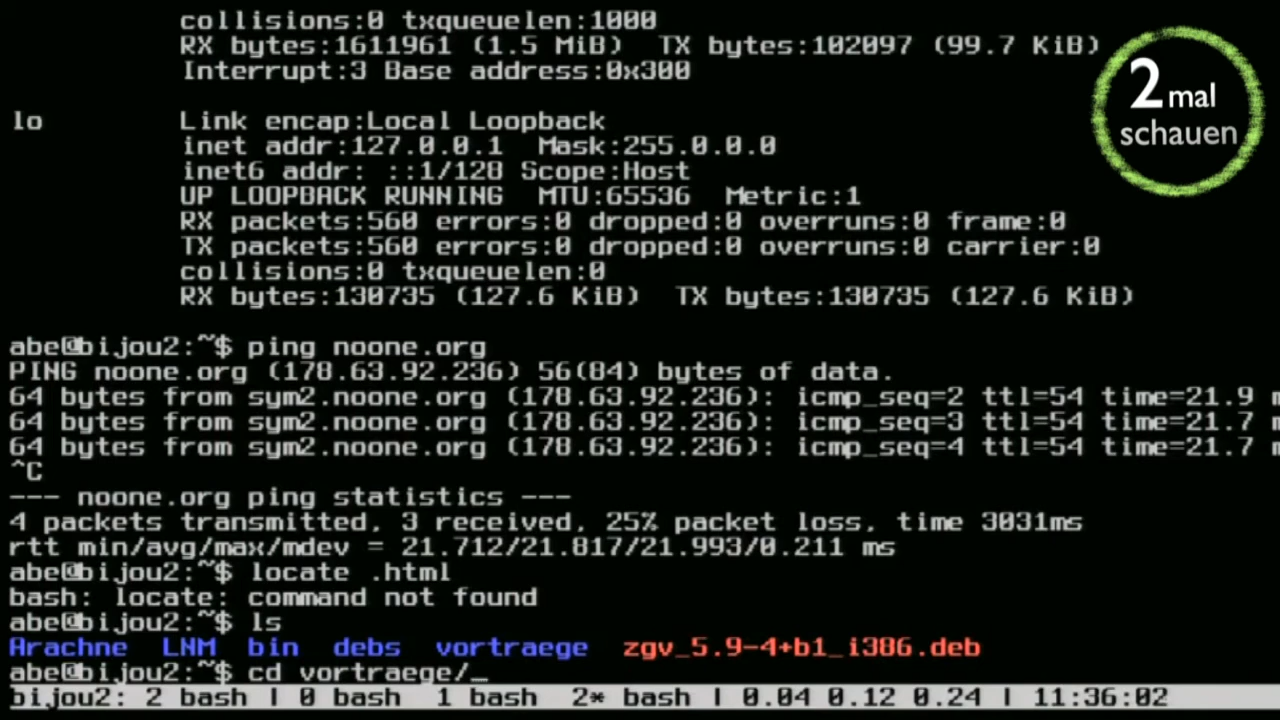 collisions:0 txqueuelen:1000
RX bytes:1611961 (1.5 MiB)  TX bytes:102097 (99.7 KiB)
Interrupt:3 Base address:0x300
2 mal
schauen
lo        Link encap:Local Loopback
inet addr:127.0.0.1  Mask:255.0.0.0
inet6 addr: ::1/128 Scope:Host
UP LOOPBACK RUNNING  MTU:65536  Metric:1
RX packets:560 errors:0 dropped:0 overruns:0 frame:0
TX packets:560 errors:0 dropped:0 overruns:0 carrier:0
collisions:0 txqueuelen:0
RX bytes:130735 (127.6 KiB)  TX bytes:130735 (127.6 KiB)
abe@bijou2:~$ ping noone.org
PING noone.org (178.63.92.236) 56(84) bytes of data.
64 bytes from sym2.noone.org (178.63.92.236): icmp_seq=2 ttl=54 time=21.9
64 bytes from sym2.noone.org (178.63.92.236): icmp_seq=3 ttl=54 time=21.7
64 bytes from sym2.noone.org (178.63.92.236): icmp_seq=4 ttl=54 time=21.7
^C
--- noone.org ping statistics ---
4 packets transmitted, 3 received, 25% packet loss, time 3031ms
rtt min/avg/max/mdev = 21.712/21.817/21.993/0.211 ms
abe@bijou2:~$ locate .html
bash: locate: command not found
abe@bijou2:~$ ls
Arachne  LNM  bin  debs  vortraege  zgv_5.9-4+b1_i386.deb
abe@bijou2:~$ cd vortraege/_
bijou2: 2 bash | 0 bash  1 bash  2* bash | 0.04 0.12 0.24 | 11:36:02